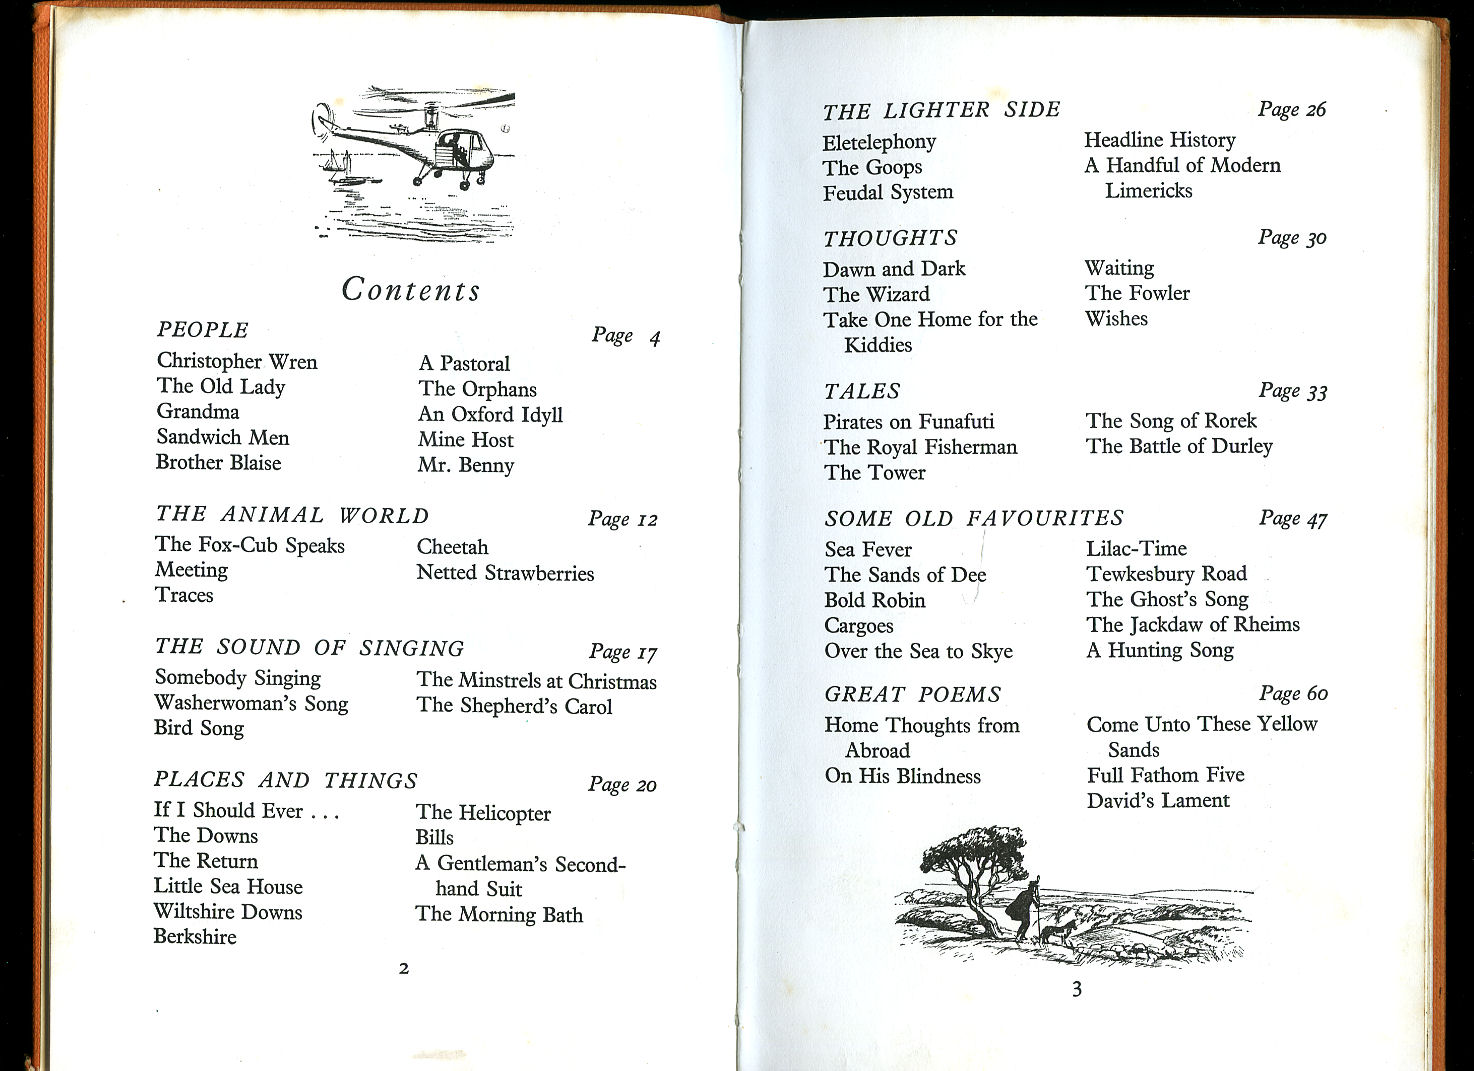 Contents
PEOPLE Page 4
Christopher Wren
The Old Lady
Grandma
Sandwich Men
Brother Blaise
A Pastoral
The Orphans
An Oxford Idyll
Mine Host
Mr. Benny
THE ANIMAL WORLD Page 12
The Fox-Cub Speaks
Meeting
Traces
Cheetah
Netted Strawberries
THE SOUND OF SINGING Page 17
Somebody Singing
Washerwoman's Song
Bird Song
The Minstrels at Christmas
The Shepherd's Carol
PLACES AND THINGS Page 20
If I Should Ever . . .
The Downs
The Return
Little Sea House
Wiltshire Downs
Berkshire
The Helicopter
Bills
A Gentleman's Second-
hand Suit
The Morning Bath
2
THE LIGHTER SIDE Page 26
Eletelephony
The Goops
Feudal System
Headline History
A Handful of Modern
Limericks
THOUGHTS Page 30
Dawn and Dark
The Wizard
Take One Home for the
Kiddies
Waiting
The Fowler
Wishes
TALES Page 33
Pirates on Funafuti
The Royal Fisherman
The Tower
The Song of Rorek
The Battle of Durley
SOME OLD FAVOURITES Page 47
Sea Fever
The Sands of Dee
Bold Robin
Cargoes
Over the Sea to Skye
Lilac-Time
Tewkesbury Road
The Ghost's Song
The Jackdaw of Rheims
A Hunting Song
GREAT POEMS Page 60
Home Thoughts from
Abroad
On His Blindness
Come Unto These Yellow
Sands
Full Fathom Five
David's Lament
3